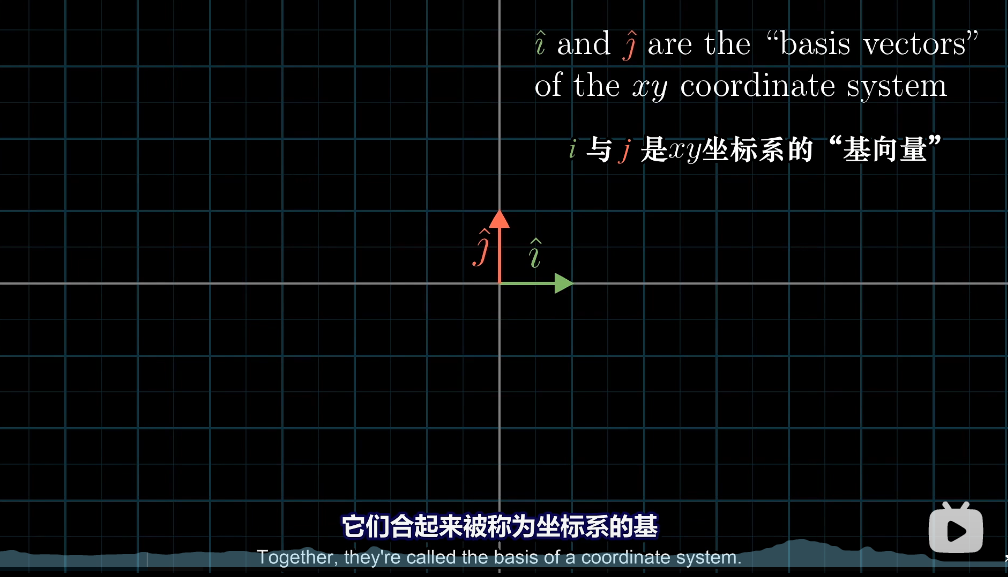 î and ĵ are the “basis vectors”
of the xy coordinate system
i 与 j 是xy坐标系的“基向量”
ĵ
î
它们合起来被称为坐标系的基
Together, they're called the basis of a coordinate system.